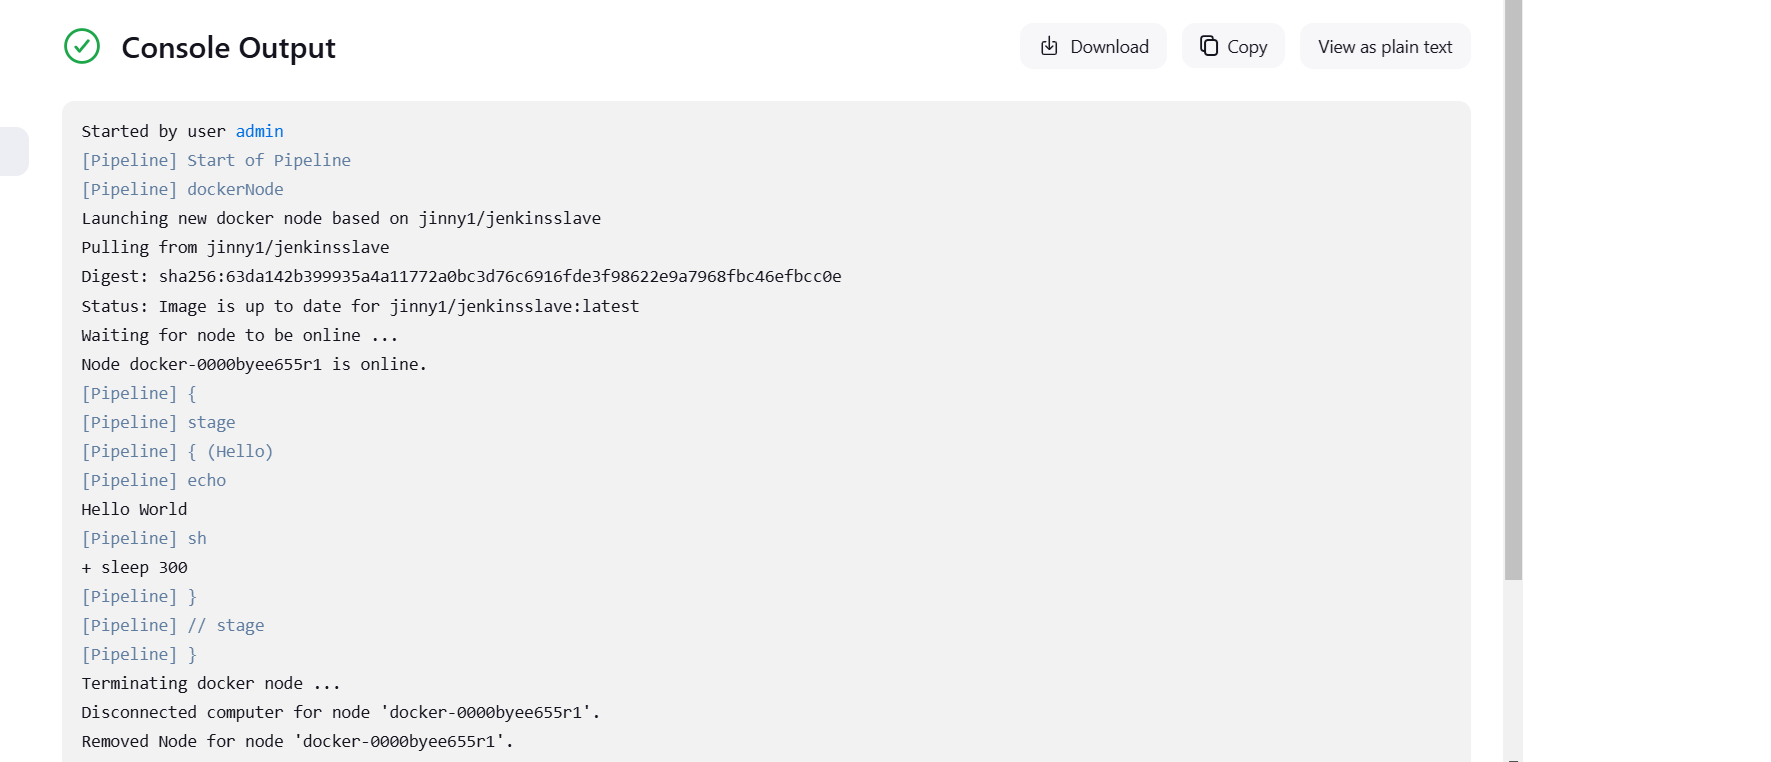 Console Output
Download
Copy
View as plain text
Started by user admin
[Pipeline] Start of Pipeline
[Pipeline] dockerNode
Launching new docker node based on jinny1/jenkinsslave
Pulling from jinny1/jenkinsslave
Digest: sha256:63da142b399935a4a11772a0bc3d76c6916fde3f98622e9a7968fbc46efbcc0e
Status: Image is up to date for jinny1/jenkinsslave:latest
Waiting for node to be online ...
Node docker-0000byee655r1 is online.
[Pipeline] {
[Pipeline] stage
[Pipeline] { (Hello)
[Pipeline] echo
Hello World
[Pipeline] sh
+ sleep 300
[Pipeline] }
[Pipeline] // stage
[Pipeline] }
Terminating docker node ...
Disconnected computer for node 'docker-0000byee655r1'.
Removed Node for node 'docker-0000byee655r1'.